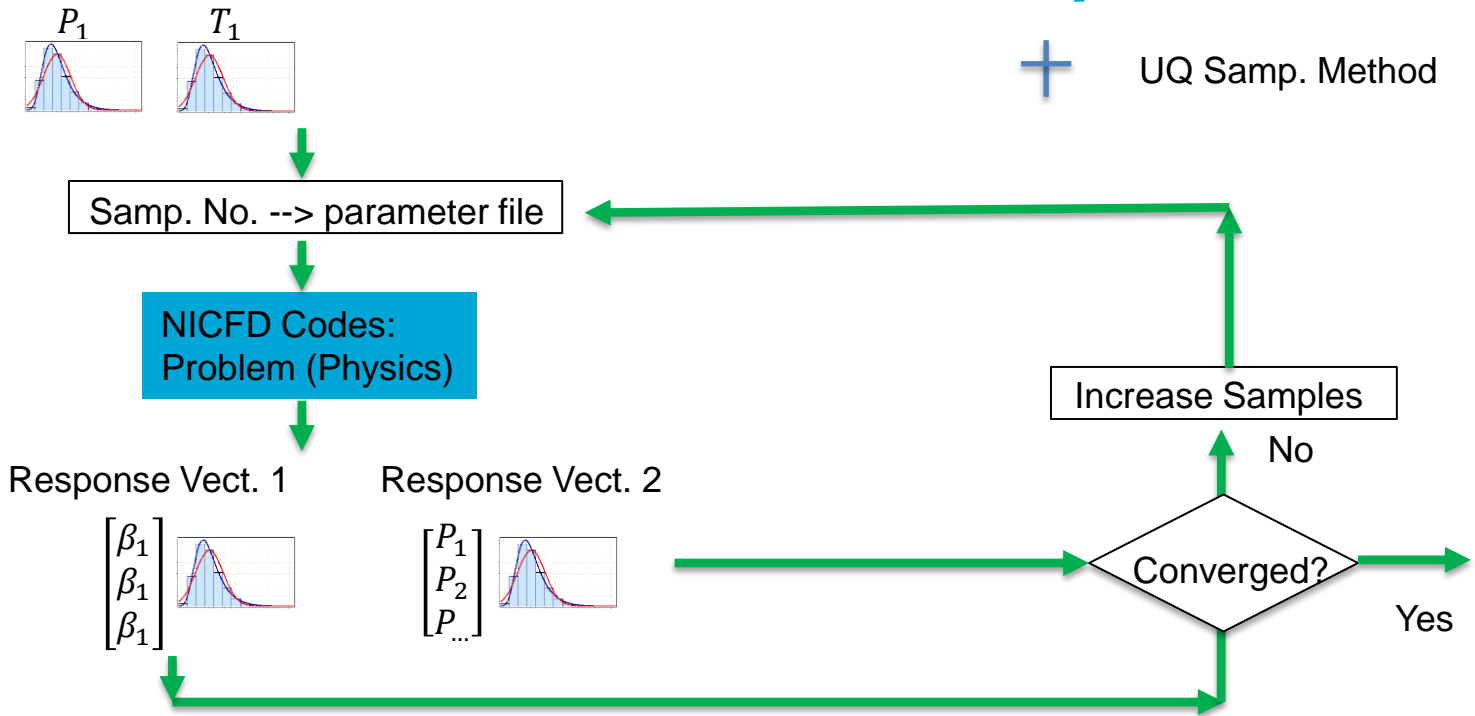 P₁ T₁
UQ Samp. Method
Samp. No. --> parameter file
NICFD Codes:
Problem (Physics)
Increase Samples
No
Response Vect. 1 Response Vect. 2
β₁
β₁
β₁
P₁
P₂
P...
Converged?
Yes